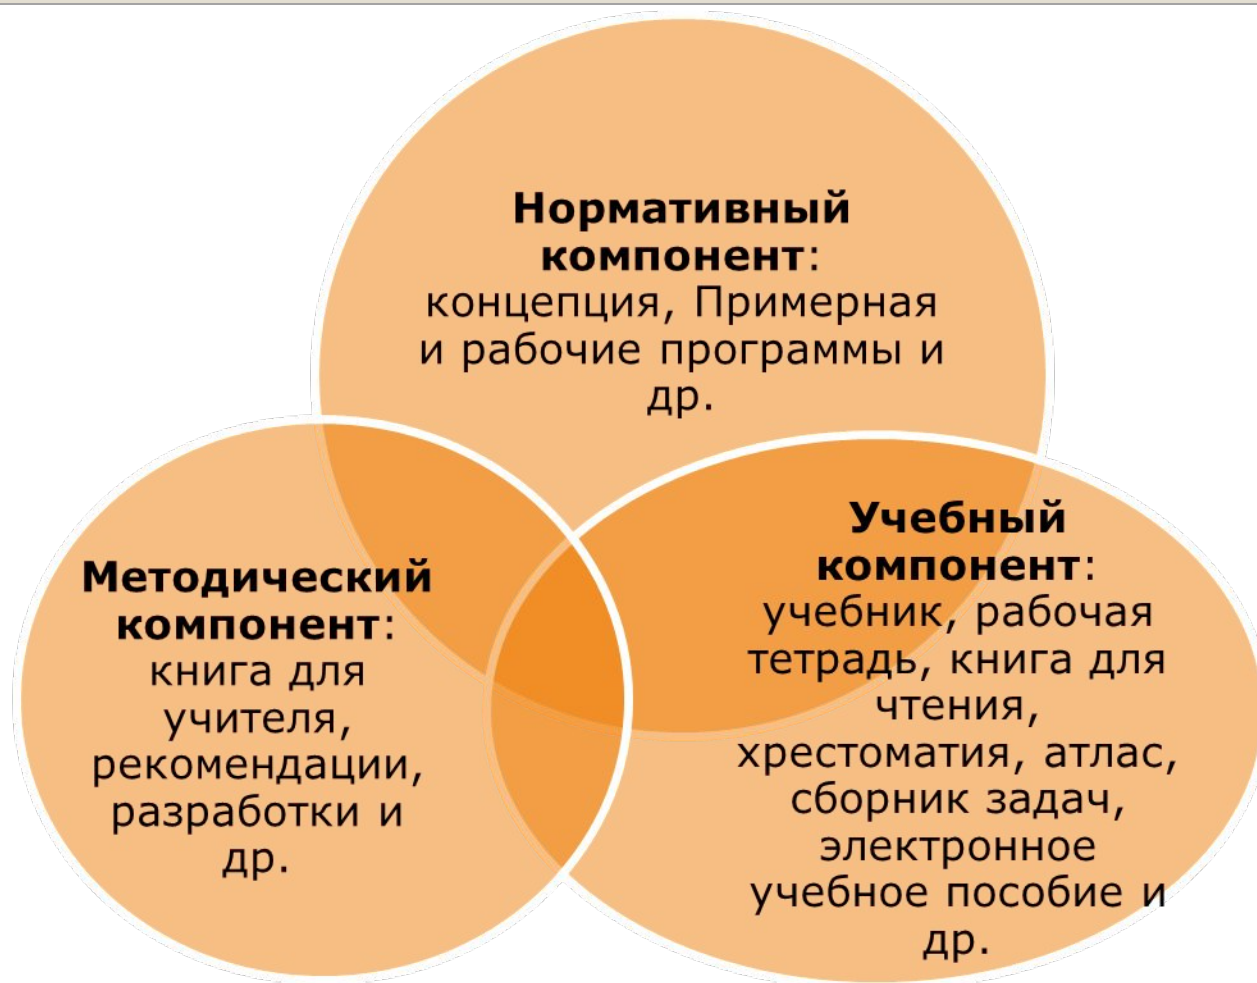 Нормативный
компонент:
концепция, Примерная
и рабочие программы и
др.
Методический
компонент:
книга для
учителя,
рекомендации,
разработки и
др.
Учебный
компонент:
учебник, рабочая
тетрадь, книга для
чтения,
хрестоматия, атлас,
сборник задач,
электронное
учебное пособие и
др.